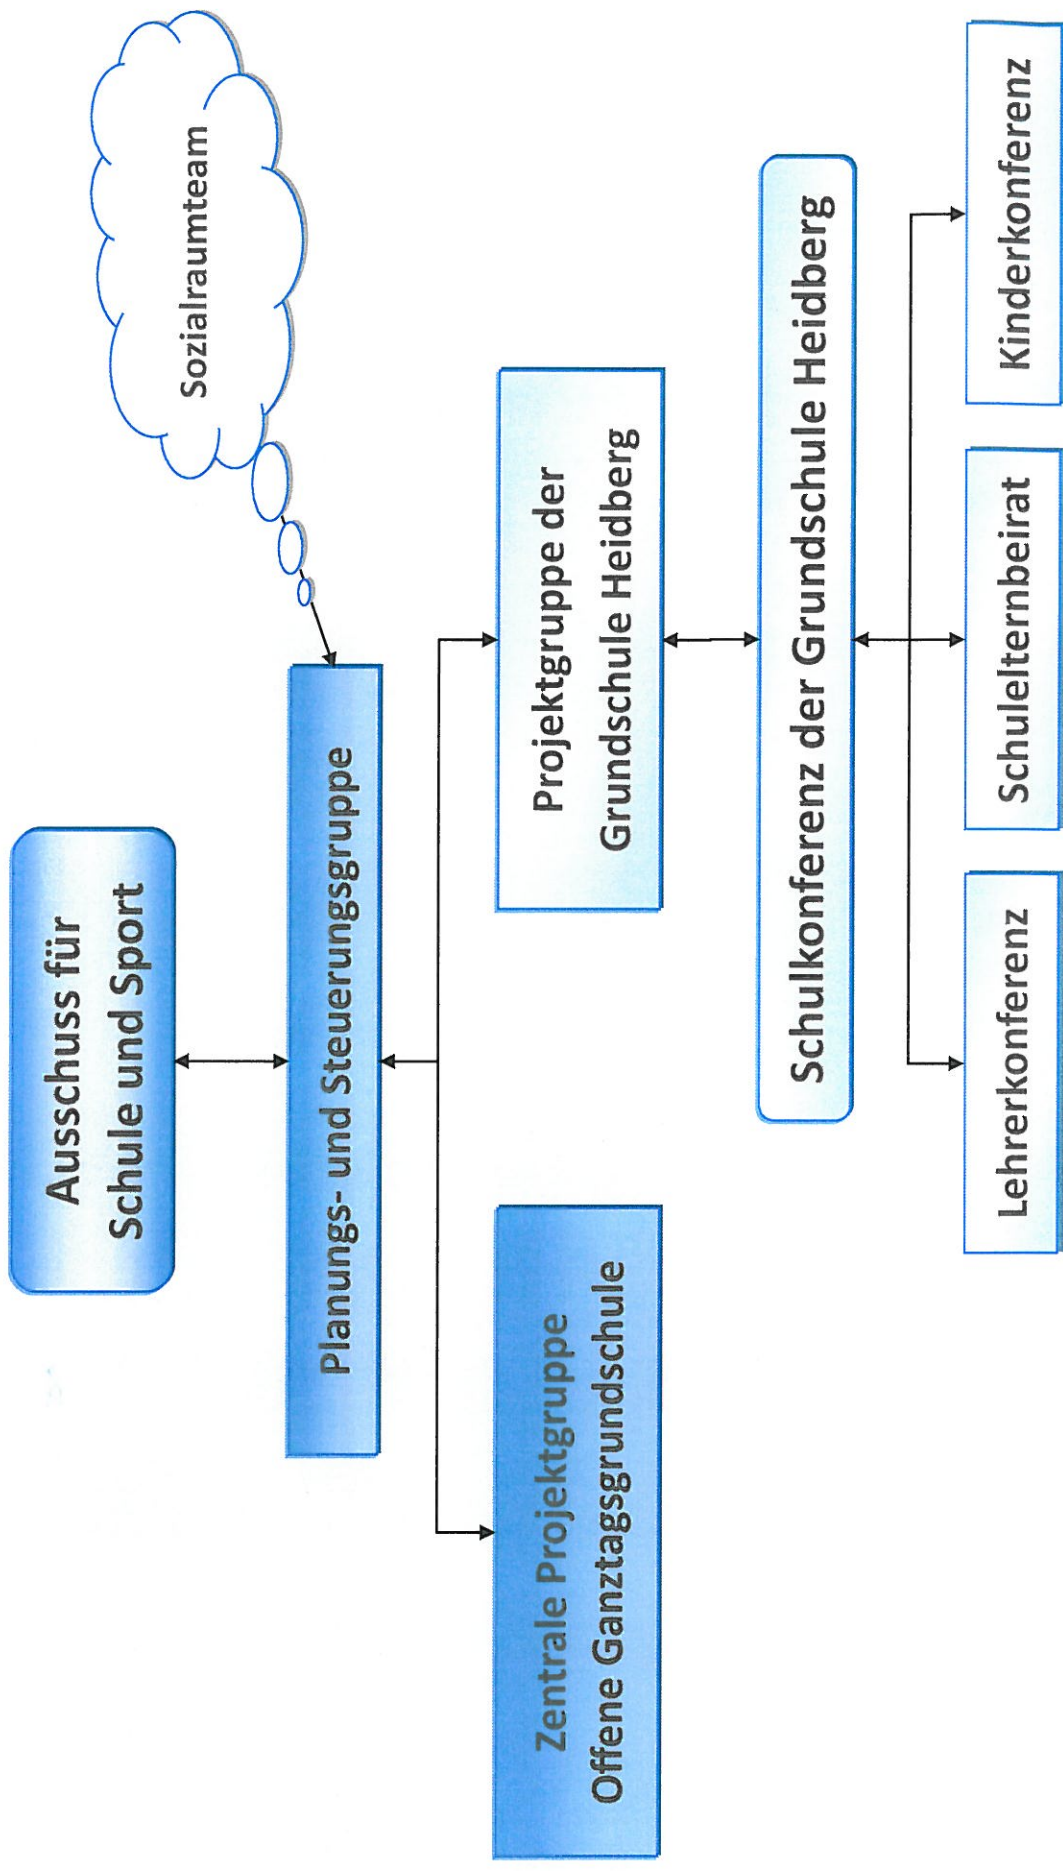 Ausschuss für
Schule und Sport
Sozialraumteam
Planungs- und Steuerungsgruppe
Zentrale Projektgruppe
Offene Ganztagsgrundschule
Projektgruppe der
Grundschule Heidberg
Schulkonferenz der Grundschule Heidberg
Lehrerkonferenz
Schulelternbeirat
Kinderkonferenz